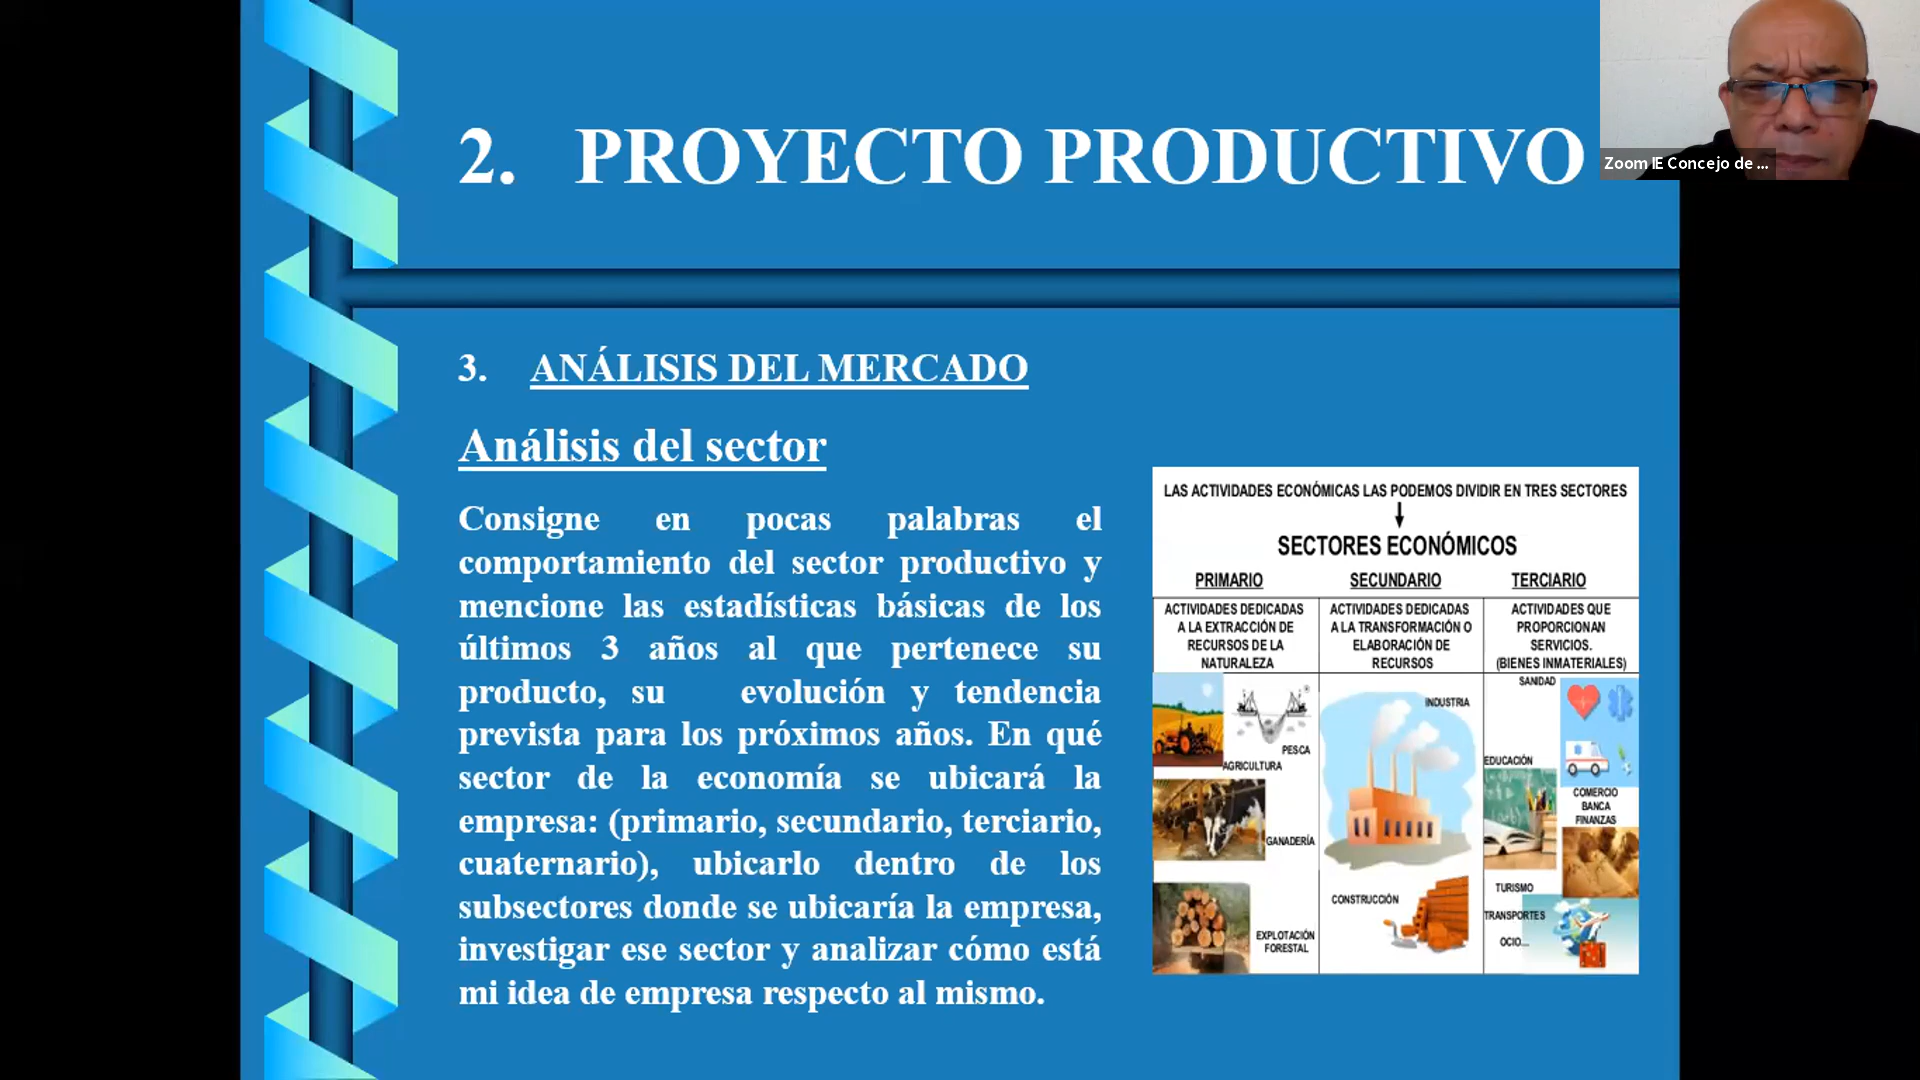 2. PROYECTO PRODUCTIVO
Zoom IE Concejo de ...
3. ANÁLISIS DEL MERCADO
Análisis del sector
Consigne en pocas palabras el
comportamiento del sector productivo y
mencione las estadísticas básicas de los
últimos 3 años al que pertenece su
producto, su evolución y tendencia
prevista para los próximos años. En qué
sector de la economía se ubicará la
empresa: (primario, secundario, terciario,
cuaternario), ubicarlo dentro de los
subsectores donde se ubicaría la empresa,
investigar ese sector y analizar cómo está
mi idea de empresa respecto al mismo.
LAS ACTIVIDADES ECONÓMICAS LAS PODEMOS DIVIDIR EN TRES SECTORES
SECTORES ECONÓMICOS
PRIMARIO
ACTIVIDADES DEDICADAS
A LA EXTRACCIÓN DE
RECURSOS DE LA
NATURALEZA
PESCA
AGRICULTURA
GANADERÍA
EXPLOTACIÓN
FORESTAL
SECUNDARIO
ACTIVIDADES DEDICADAS
A LA TRANSFORMACIÓN O
ELABORACIÓN DE
RECURSOS
INDUSTRIA
CONSTRUCCIÓN
TERCIARIO
ACTIVIDADES QUE
PROPORCIONAN
SERVICIOS.
(BIENES INMATERIALES)
SANIDAD
EDUCACIÓN
COMERCIO
BANCA
FINANZAS
TURISMO
TRANSPORTES
OCIO...